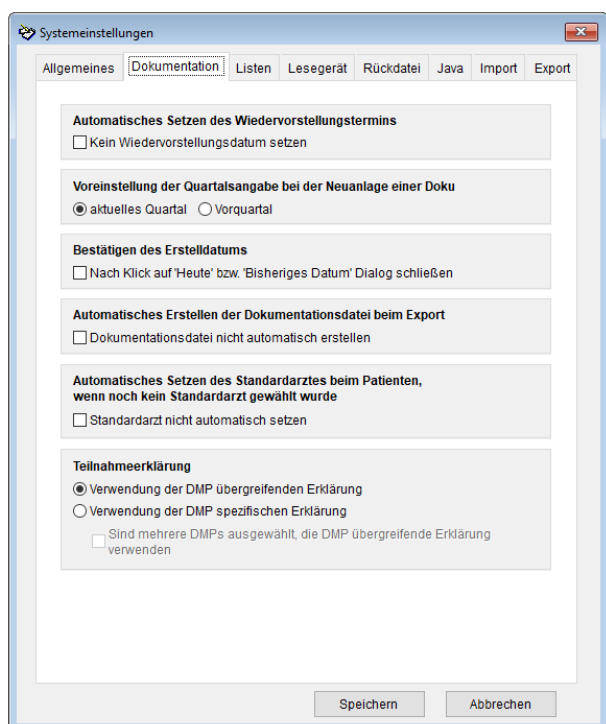 Systemeinstellungen
Allgemeines Dokumentation Listen Lesegerät Rückdatei Java Import Export
Automatisches Setzen des Wiedervorstellungstermins
Kein Wiedervorstellungsdatum setzen
Voreinstellung der Quartalsangabe bei der Neuanlage einer Doku
aktuelles Quartal Vorquartal
Bestätigen des Erstelldatums
Nach Klick auf 'Heute' bzw. 'Bisheriges Datum' Dialog schließen
Automatisches Erstellen der Dokumentationsdatei beim Export
Dokumentationsdatei nicht automatisch erstellen
Automatisches Setzen des Standardarztes beim Patienten,
wenn noch kein Standardarzt gewählt wurde
Standardarzt nicht automatisch setzen
Teilnahmeerklärung
Verwendung der DMP übergreifenden Erklärung
Verwendung der DMP spezifischen Erklärung
Sind mehrere DMPs ausgewählt, die DMP übergreifende Erklärung
verwenden
Speichern Abbrechen